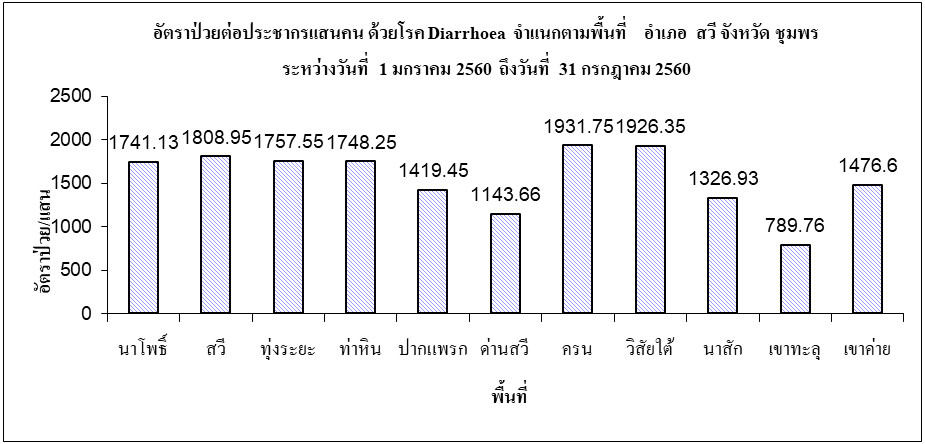 อัตราป่วยต่อประชากรแสนคน ด้วยโรค Diarrhoea จำแนกตามพื้นที่ อำเภอ สวี จังหวัด ชุมพร
ระหว่างวันที่ 1 มกราคม 2560 ถึงวันที่ 31 กรกฎาคม 2560
อัตราป่วย/แสน
2500
2000
1500
1000
500
0
1741.13 1808.95 1757.55 1748.25 1419.45 1143.66 1931.75 1926.35 1326.93 789.76 1476.6
นาโพธิ์ สวี ทุ่งระยะ ท่าหิน ปากแพรก ด่านสวี ครน วิสัยใต้ นาสัก เขาทะลุ เขาค่าย
พื้นที่